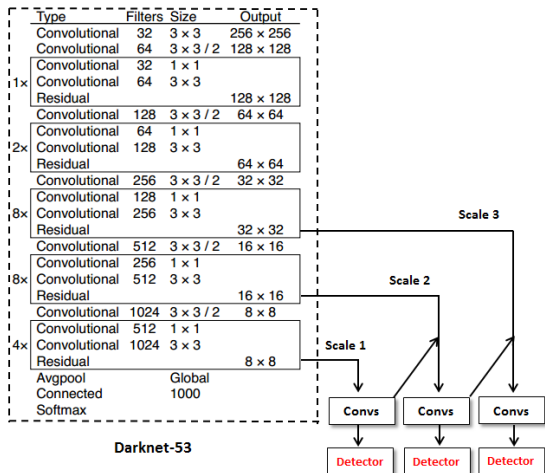 Type Filters Size Output
Convolutional 32 3 × 3 256 × 256
Convolutional 64 3 × 3 / 2 128 × 128
Convolutional 32 1 × 1
1× Convolutional 64 3 × 3
Residual 128 × 128
Convolutional 128 3 × 3 / 2 64 × 64
Convolutional 64 1 × 1
2× Convolutional 128 3 × 3
Residual 64 × 64
Convolutional 256 3 × 3 / 2 32 × 32
Convolutional 128 1 × 1
8× Convolutional 256 3 × 3
Residual 32 × 32
Convolutional 512 3 × 3 / 2 16 × 16
Convolutional 256 1 × 1
8× Convolutional 512 3 × 3
Residual 16 × 16
Convolutional 1024 3 × 3 / 2 8 × 8
Convolutional 512 1 × 1
4× Convolutional 1024 3 × 3
Residual 8 × 8
Avgpool Global
Connected 1000
Softmax
Darknet-53
Scale 3
Scale 2
Scale 1
Convs Convs Convs
Detector Detector Detector